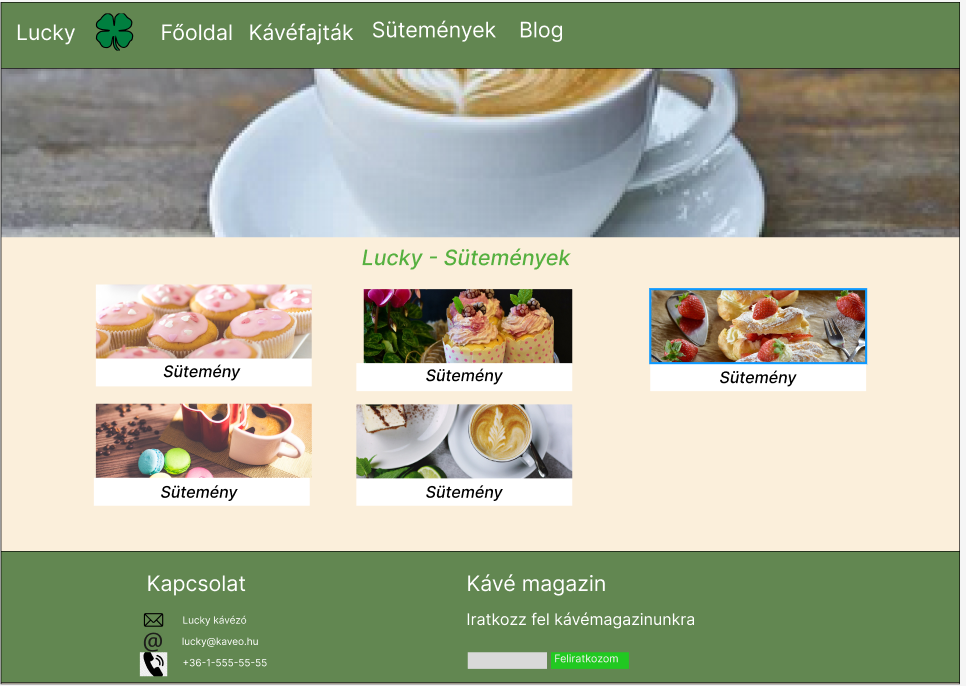 Lucky Főoldal Kávéfajták Sütemények Blog
Lucky - Sütemények
Sütemény
Sütemény
Sütemény
Sütemény
Sütemény
Kapcsolat
Lucky kávézó
lucky@kaveo.hu
+36-1-555-55-55
Kávé magazin
Iratkozz fel kávémagazinunkra
Feliratkozom